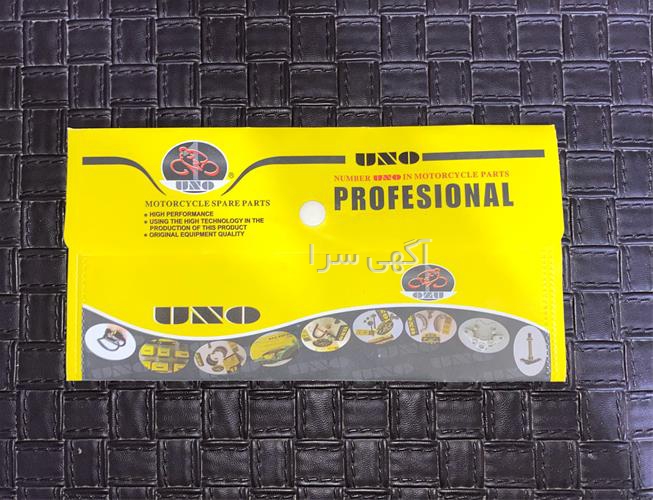 UNO ®
MOTORCYCLE SPARE PARTS
• HIGH PERFORMANCE
• USING THE HIGH TECHNOLOGY IN THE
PRODUCTION OF THIS PRODUCT
• ORIGINAL EQUIPMENT QUALITY
UNO
NUMBER UNO IN MOTORCYCLE PARTS
PROFESIONAL
آگهی سرا
UNO
UNO